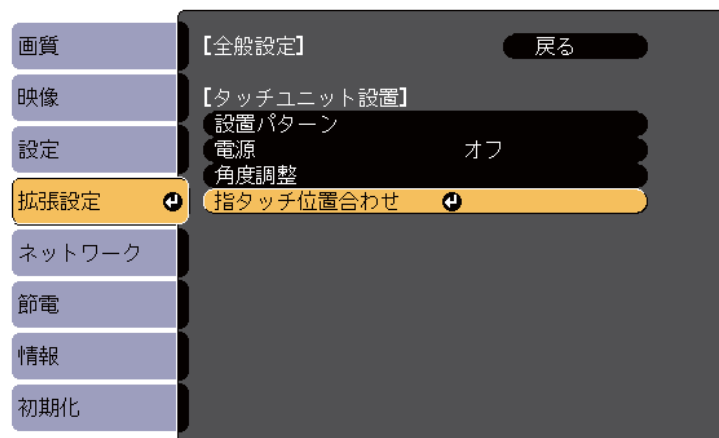 画質
映像
設定
拡張設定
ネットワーク
節電
情報
初期化
【全般設定】 戻る
【タッチユニット設置】
設置パターン
電源 オフ
角度調整
指タッチ位置合わせ